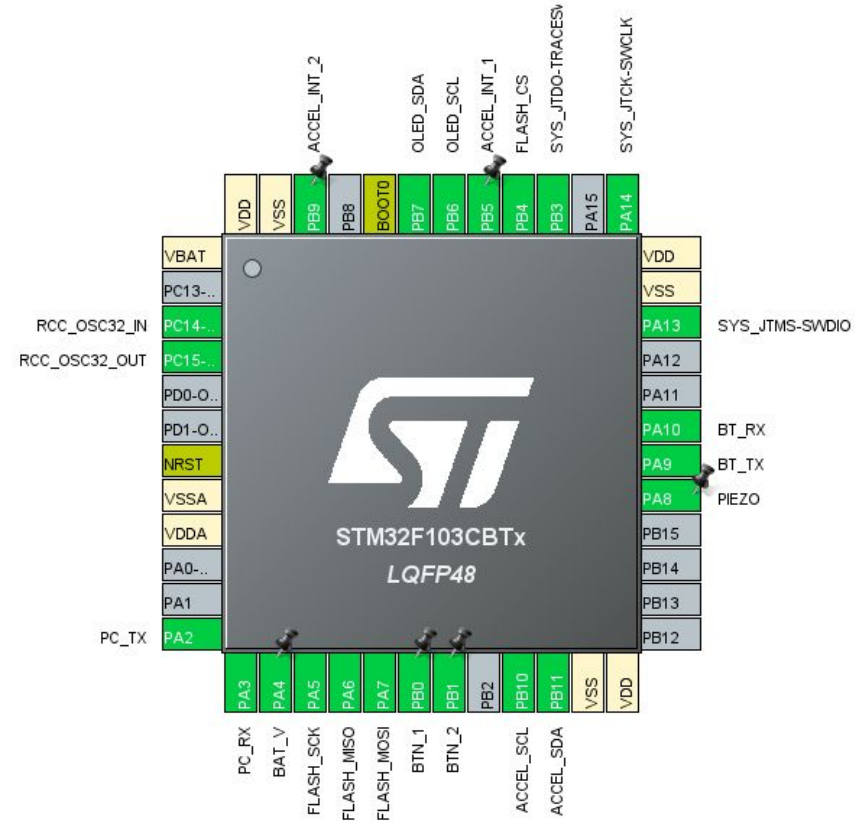 ACCEL_INT_2
OLED_SDA
OLED_SCL
ACCEL_INT_1
FLASH_CS
SYS_JTDO-TRACESW
SYS_JTCK-SWCLK
VDD
VSS
PB9
PB8
BOOT0
PB7
PB6
PB5
PB4
PB3
PA15
PA14
VBAT
PC13-..
RCC_OSC32_IN PC14-..
RCC_OSC32_OUT PC15-..
PD0-O..
PD1-O..
NRST
VSSA
VDDA
PA0-..
PA1
PC_TX PA2
VDD
VSS
PA13 SYS_JTMS-SWDIO
PA12
PA11
PA10 BT_RX
PA9 BT_TX
PA8 PIEZO
PB15
PB14
PB13
PB12
ST
STM32F103CBTx
LQFP48
PA3
PA4
PA5
PA6
PA7
PB0
PB1
PB2
PB10
PB11
VSS
VDD
PC_RX
BAT_V
FLASH_SCK
FLASH_MISO
FLASH_MOSI
BTN_1
BTN_2
ACCEL_SCL
ACCEL_SDA